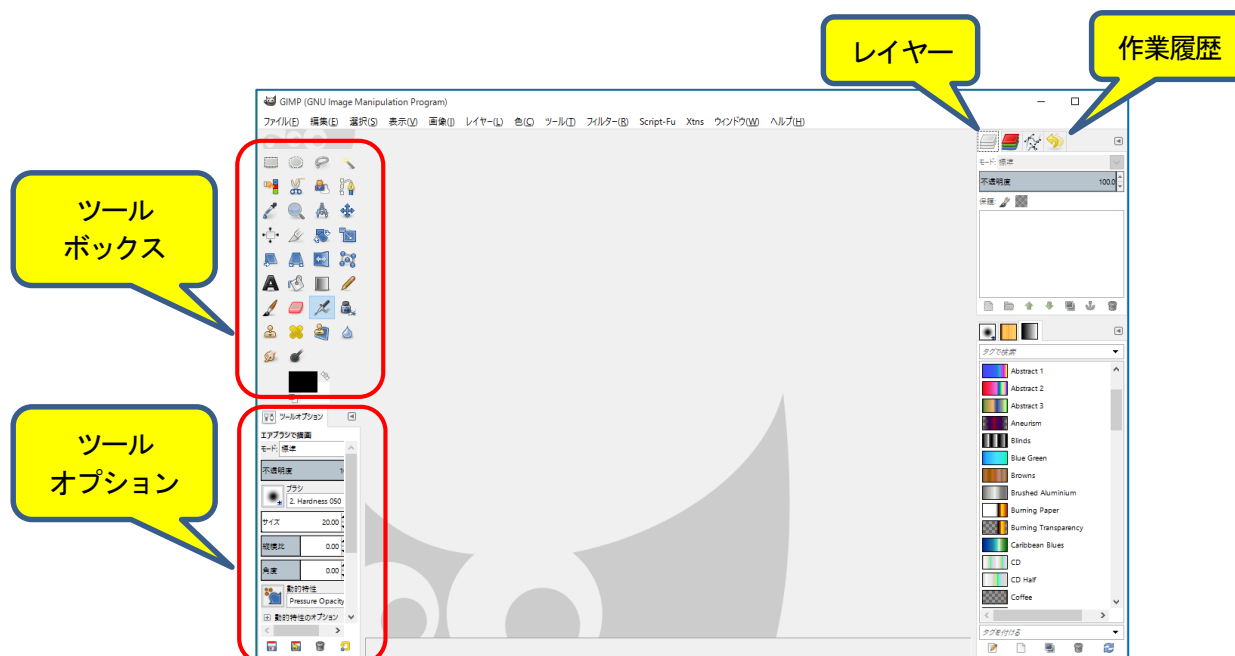 レイヤー
作業履歴
GIMP (GNU Image Manipulation Program)
ファイル(F) 編集(E) 選択(S) 表示(V) 画像(I) レイヤー(L) 色(C) ツール(T) フィルター(R) Script-Fu Xtns ウィンドウ(W) ヘルプ(H)
ツール
ボックス
モード: 標準
不透明度 100.0
保護:
タグで検索
Abstract 1
Abstract 2
Abstract 3
Aneurism
Blinds
Blue Green
Browns
Brushed Aluminium
Burning Paper
Burning Transparency
Caribbean Blues
CD
CD Half
Coffee
タグを付ける
ツール
オプション
ツールオプション
エアブラシで描画
モード: 標準
不透明度 1
ブラシ
2. Hardness 050
サイズ 20.00
縦横比 0.00
角度 0.00
動的特性
Pressure Opacity
動的特性のオプション